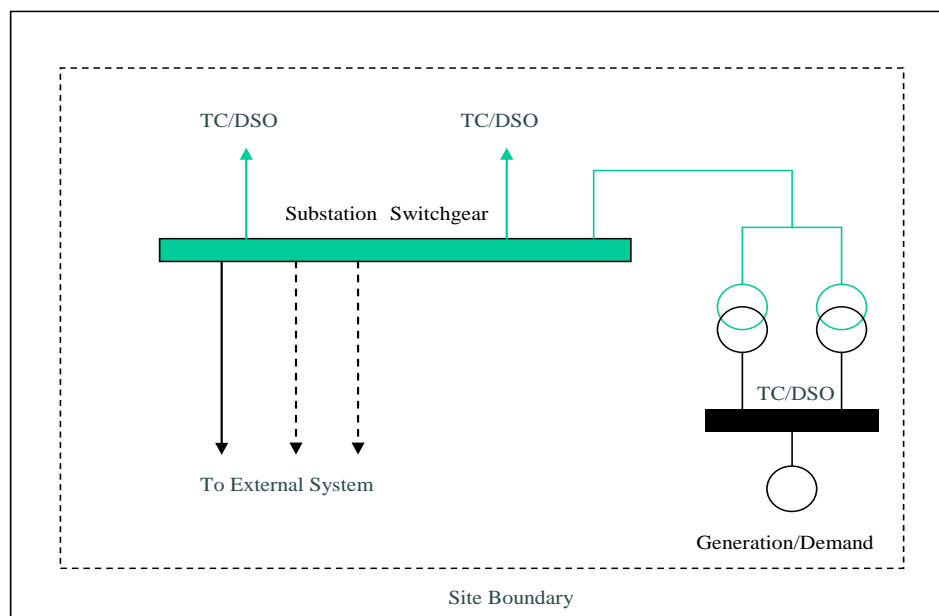 TC/DSO
TC/DSO
Substation Switchgear
TC/DSO
To External System
Generation/Demand
Site Boundary